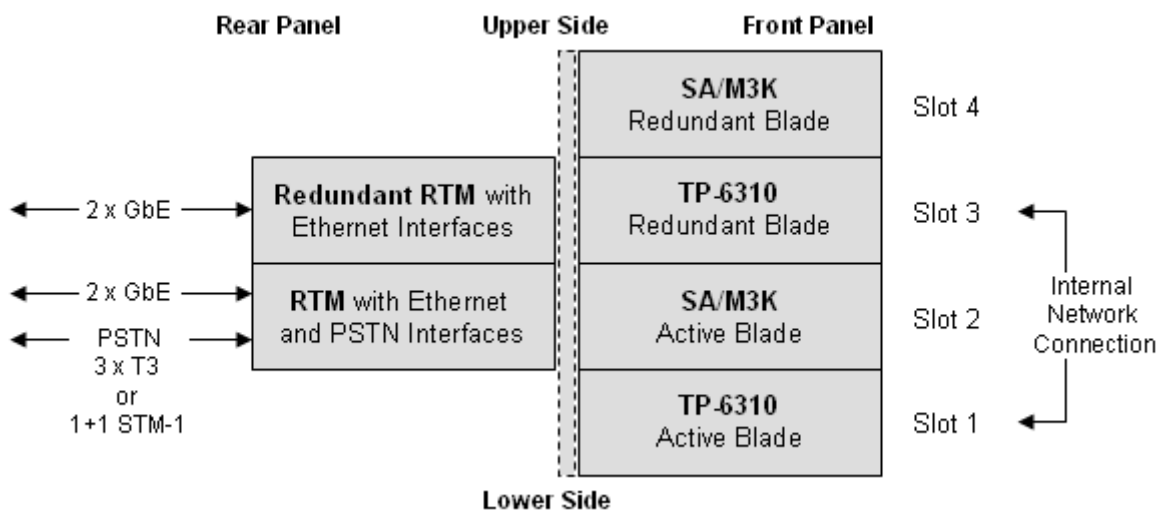 Rear Panel
Upper Side
Front Panel
SA/M3K
Redundant Blade
Slot 4
2 x GbE
Redundant RTM with
Ethernet Interfaces
TP-6310
Redundant Blade
Slot 3
2 x GbE
PSTN
3 x T3
or
1+1 STM-1
RTM with Ethernet
and PSTN Interfaces
SA/M3K
Active Blade
Slot 2
Internal
Network
Connection
TP-6310
Active Blade
Slot 1
Lower Side